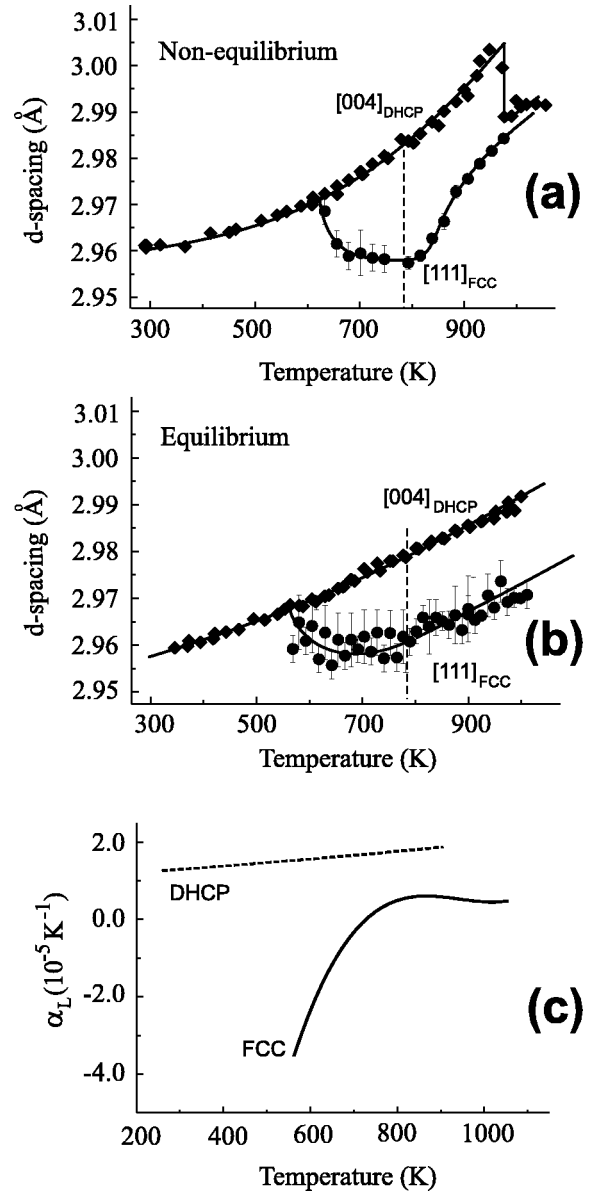 3.01
Non-equilibrium
3.00
[004]DHCP
2.99
2.98
2.97
(a)
2.96
[111]FCC
2.95
d-spacing (Å)
300 500 700 900
Temperature (K)
3.01
Equilibrium
3.00
[004]DHCP
2.99
2.98
2.97
2.96
(b)
[111]FCC
2.95
d-spacing (Å)
300 500 700 900
Temperature (K)
2.0
DHCP
0.0
-2.0
(c)
FCC
-4.0
αL(10⁻⁵K⁻¹)
200 400 600 800 1000
Temperature (K)